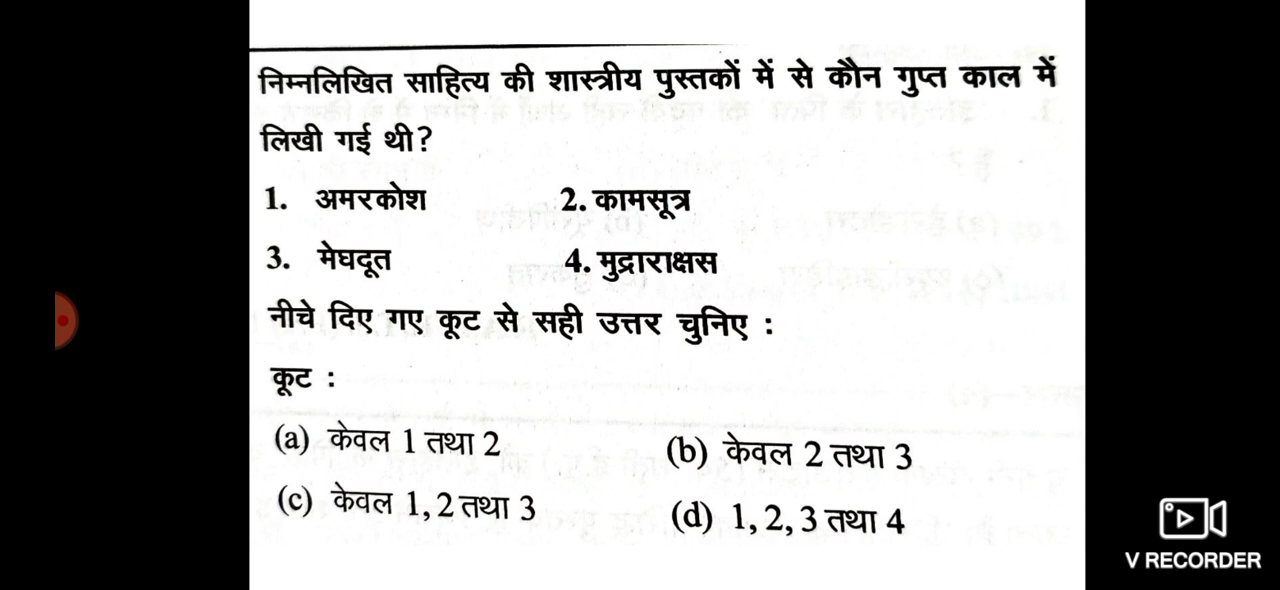 निम्नलिखित साहित्य की शास्त्रीय पुस्तकों में से कौन गुप्त काल में
लिखी गई थी?
1. अमरकोश 2. कामसूत्र
3. मेघदूत 4. मुद्राराक्षस
नीचे दिए गए कूट से सही उत्तर चुनिए :
कूट :
(a) केवल 1 तथा 2 (b) केवल 2 तथा 3
(c) केवल 1, 2 तथा 3 (d) 1, 2, 3 तथा 4
V RECORDER